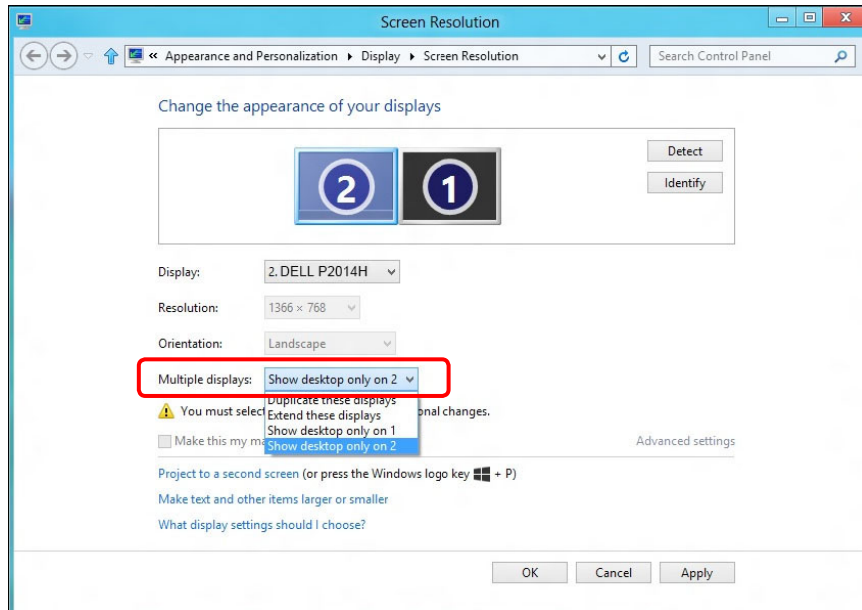 Screen Resolution
« Appearance and Personalization ▸ Display ▸ Screen Resolution
Search Control Panel
Change the appearance of your displays
2
1
Detect
Identify
Display: 2. DELL P2014H
Resolution: 1366 × 768
Orientation: Landscape
Multiple displays: Show desktop only on 2
Duplicate these displays
⚠ You must selec
onal changes.
Extend these displays
Show desktop only on 1
Make this my ma
Show desktop only on 2
Advanced settings
Project to a second screen (or press the Windows logo key + P)
Make text and other items larger or smaller
What display settings should I choose?
OK Cancel Apply